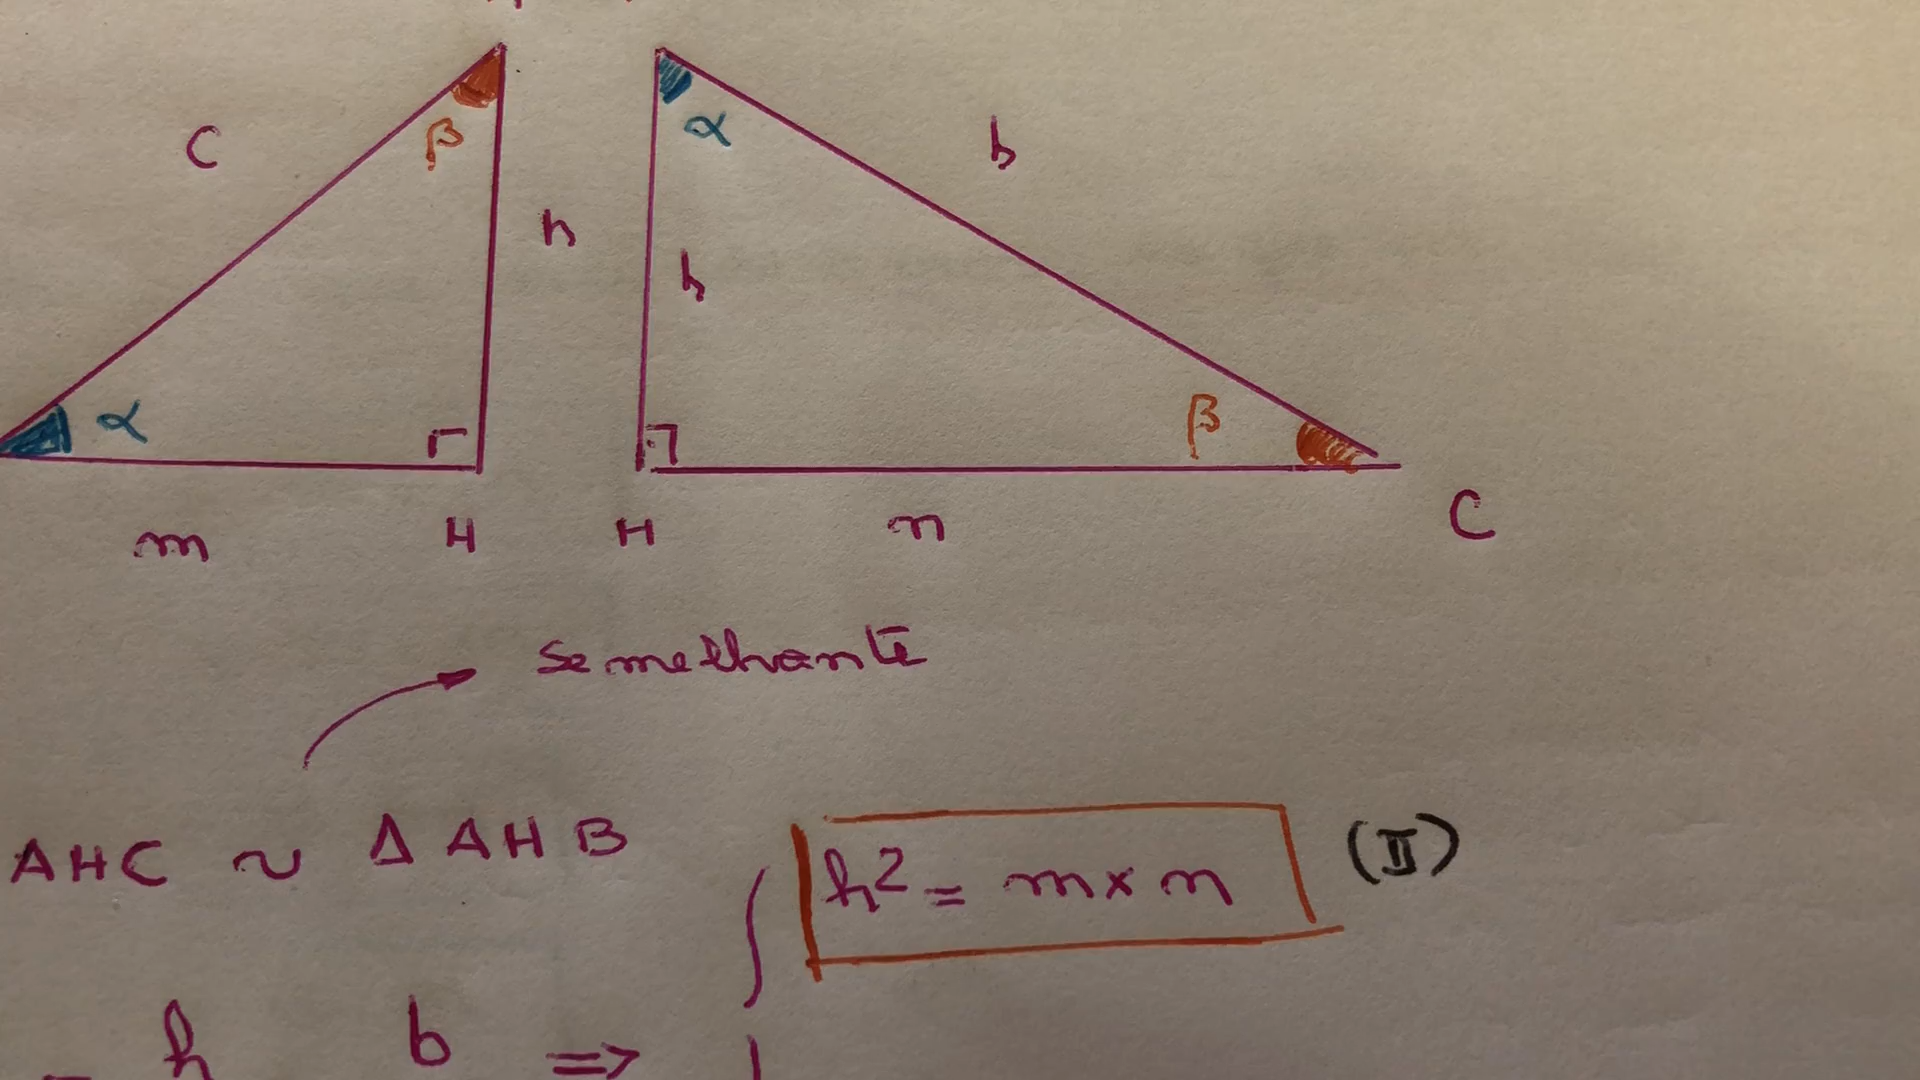 C β α b
h h
α β
m H H n C
Semelhante
AHC ~ Δ AHB
h² = m x n (II)
h b =>